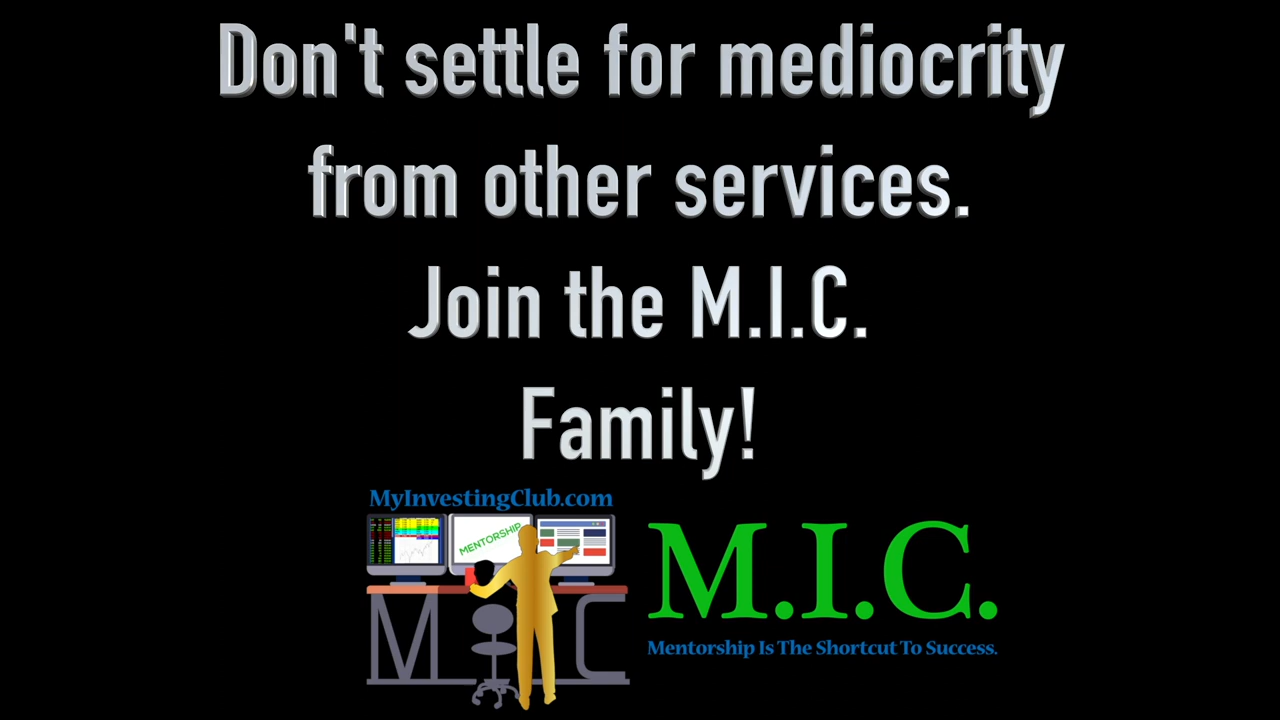 Don't settle for mediocrity
from other services.
Join the M.I.C.
Family!
MyInvestingClub.com
MENTORSHIP
M.I.C.
MIC
Mentorship Is The Shortcut To Success.